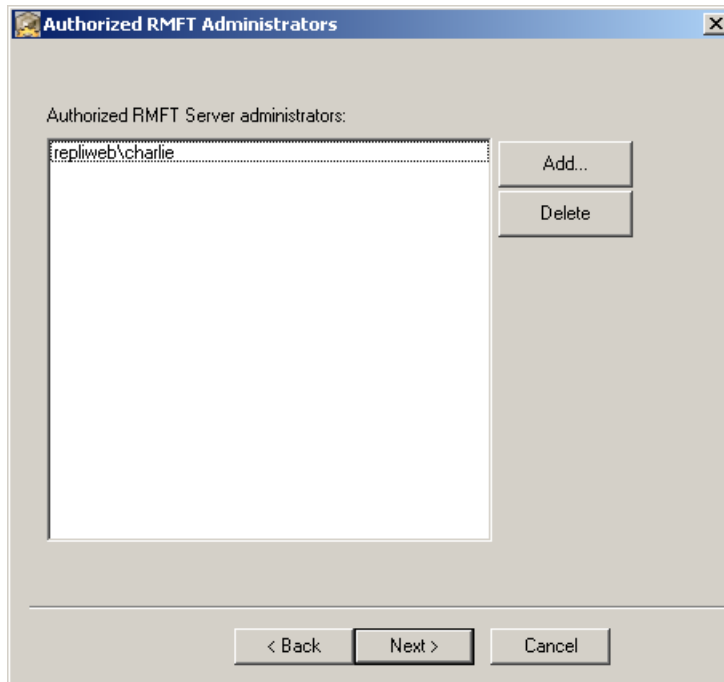 Authorized RMFT Administrators
Authorized RMFT Server administrators:
repliweb\charlie
Add...
Delete
< Back
Next >
Cancel